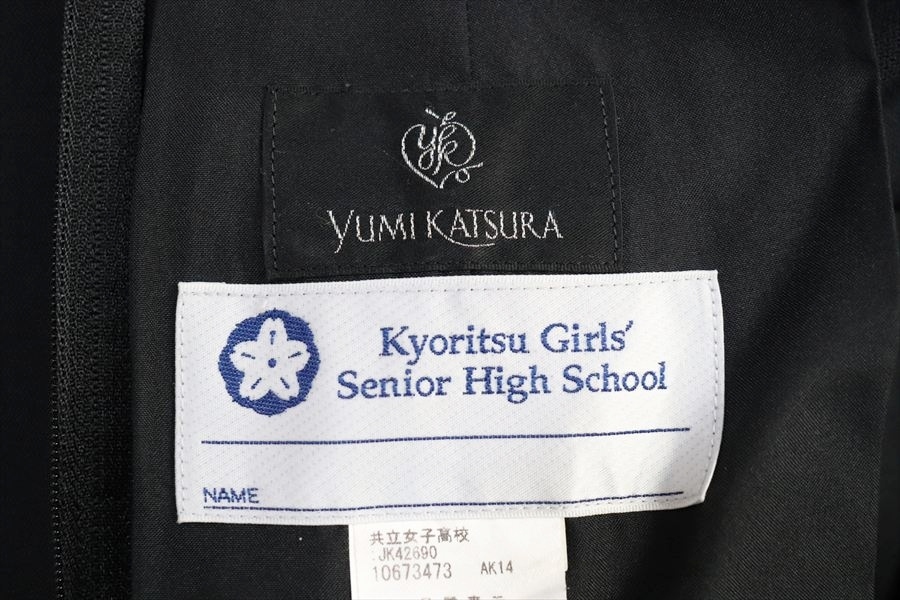 yk
YUMI KATSURA
Kyoritsu Girls'
Senior High School
NAME
共立女子高校
JK42690
10673473 AK14